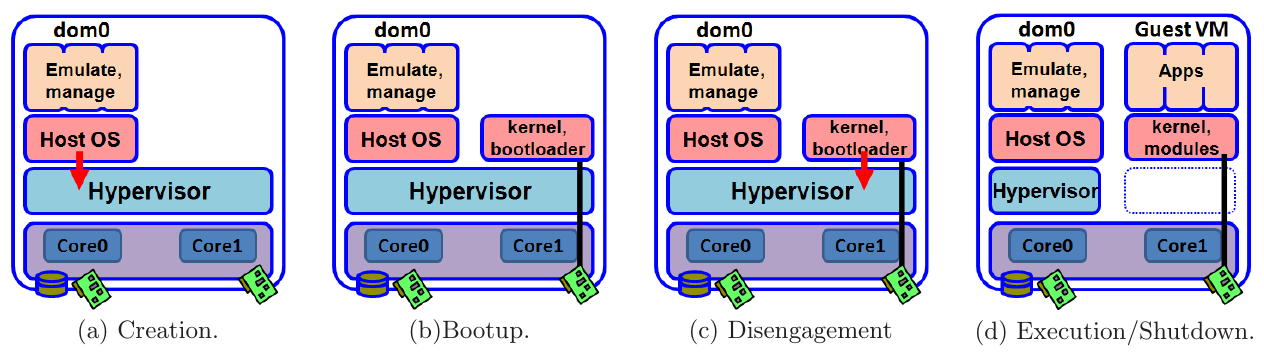 dom0
Emulate,
manage
Host OS
Hypervisor
Core0 Core1
(a) Creation.
dom0
Emulate,
manage
Host OS
kernel,
bootloader
Hypervisor
Core0 Core1
(b)Bootup.
dom0
Emulate,
manage
Host OS
kernel,
bootloader
Hypervisor
Core0 Core1
(c) Disengagement
dom0 Guest VM
Emulate,
manage
Apps
Host OS
kernel,
modules
Hypervisor
Core0 Core1
(d) Execution/Shutdown.